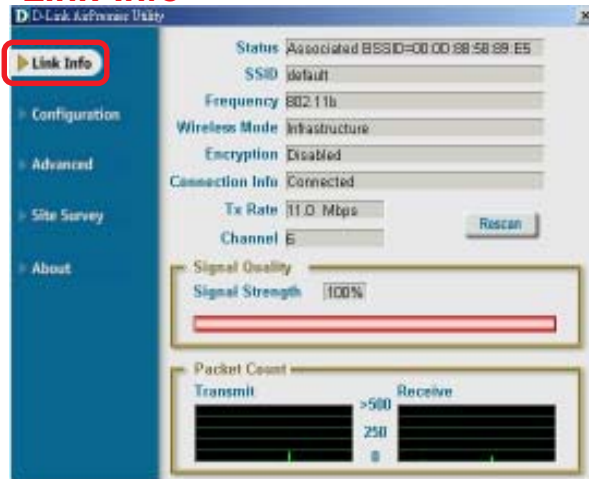 D-Link AirPremier Utility
Link Info
Status Associated BSSID=00:0D:88:58:89:E5
SSID default
Frequency 802.11b
Configuration
Wireless Mode Infrastructure
Encryption Disabled
Advanced
Connection Info Connected
Tx Rate 11.0 Mbps
Site Survey
Rescan
Channel 6
About
Signal Quality
Signal Strength 100%
Packet Count
Transmit
Receive
>500
250
0